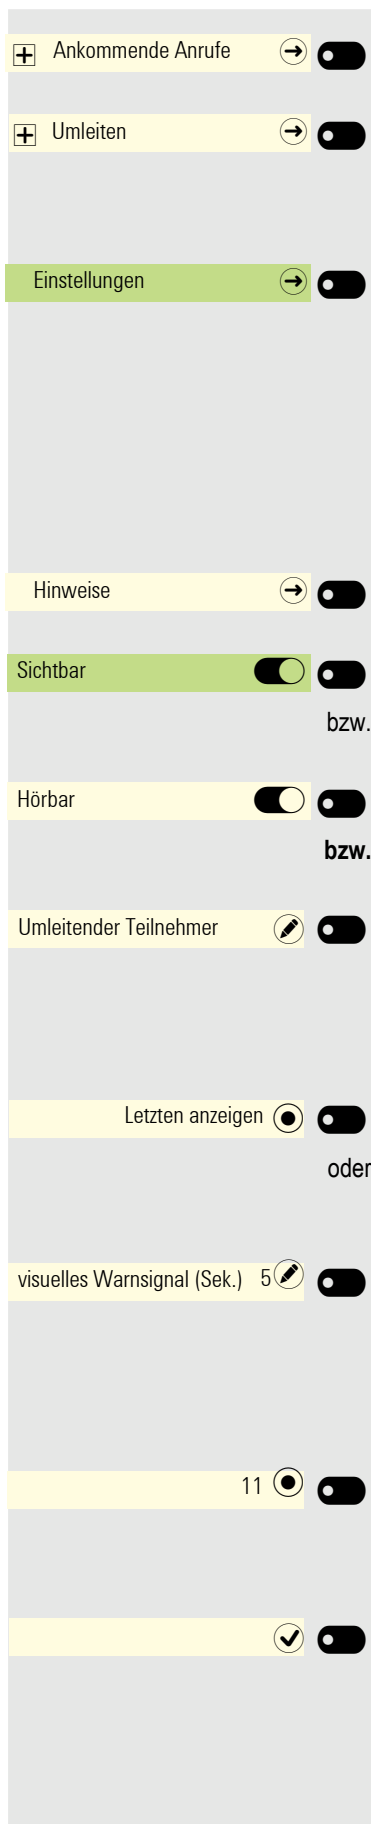 Ankommende Anrufe
Umleiten
Einstellungen
Hinweise
Sichtbar
bzw.
Hörbar
bzw.
Umleitender Teilnehmer
Letzten anzeigen
oder
visuelles Warnsignal (Sek.) 5
11